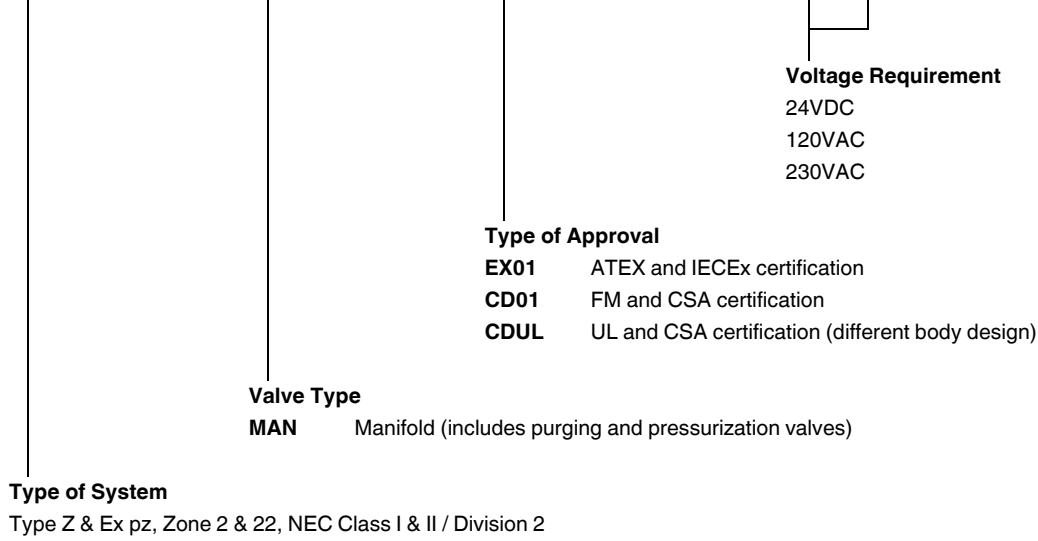 Voltage Requirement
24VDC
120VAC
230VAC
Type of Approval
EX01 ATEX and IECEx certification
CD01 FM and CSA certification
CDUL UL and CSA certification (different body design)
Valve Type
MAN Manifold (includes purging and pressurization valves)
Type of System
Type Z & Ex pz, Zone 2 & 22, NEC Class I & II / Division 2